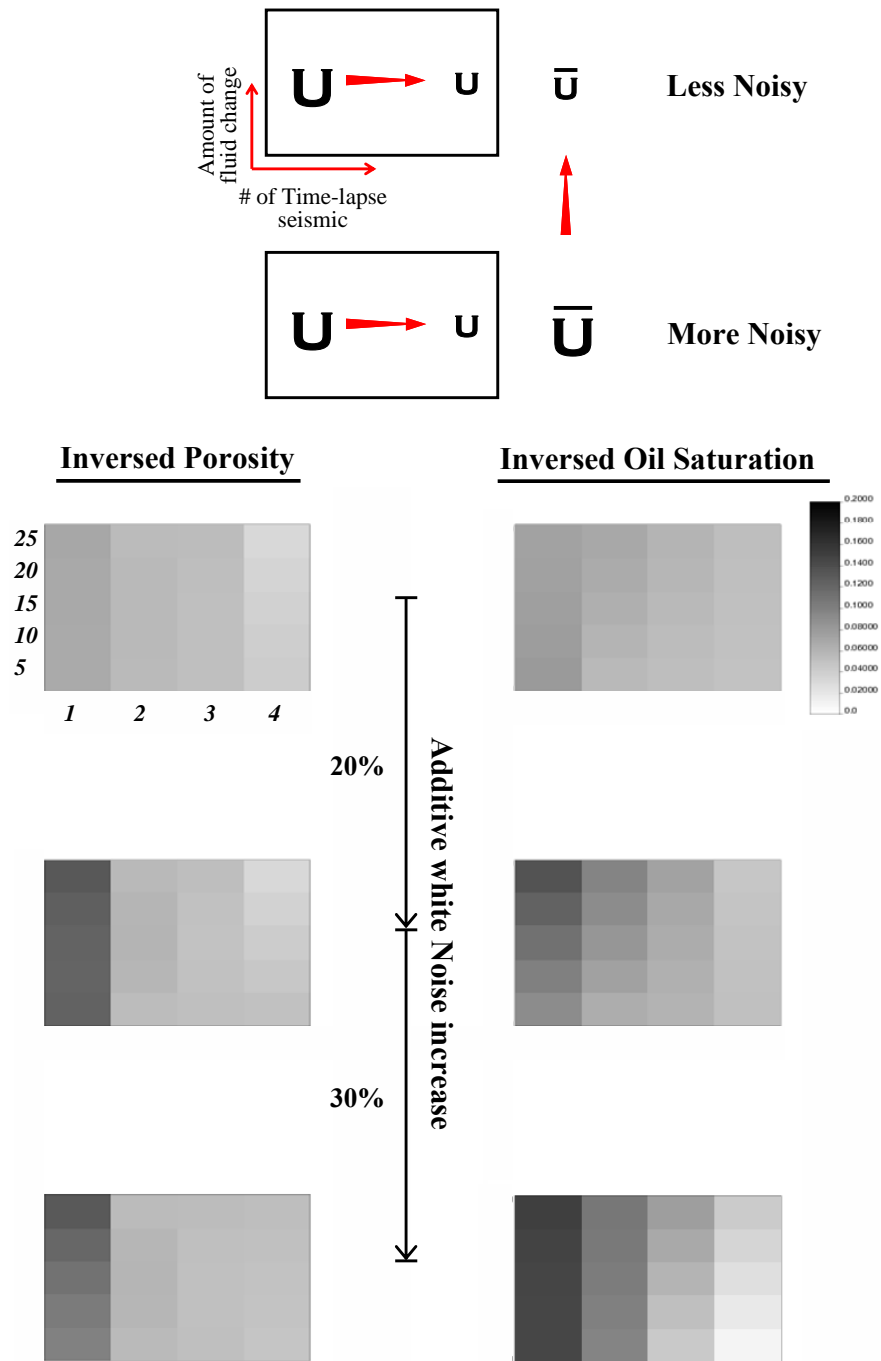 Amount of
fluid change
U U Ū Less Noisy
# of Time-lapse
seismic
U U Ū More Noisy
Inversed Porosity
Inversed Oil Saturation
25
20
15
10
5
1 2 3 4
0.2000
0.1800
0.1600
0.1400
0.1200
0.1000
0.08000
0.06000
0.04000
0.02000
0.0
20%
30%
Additive white Noise increase